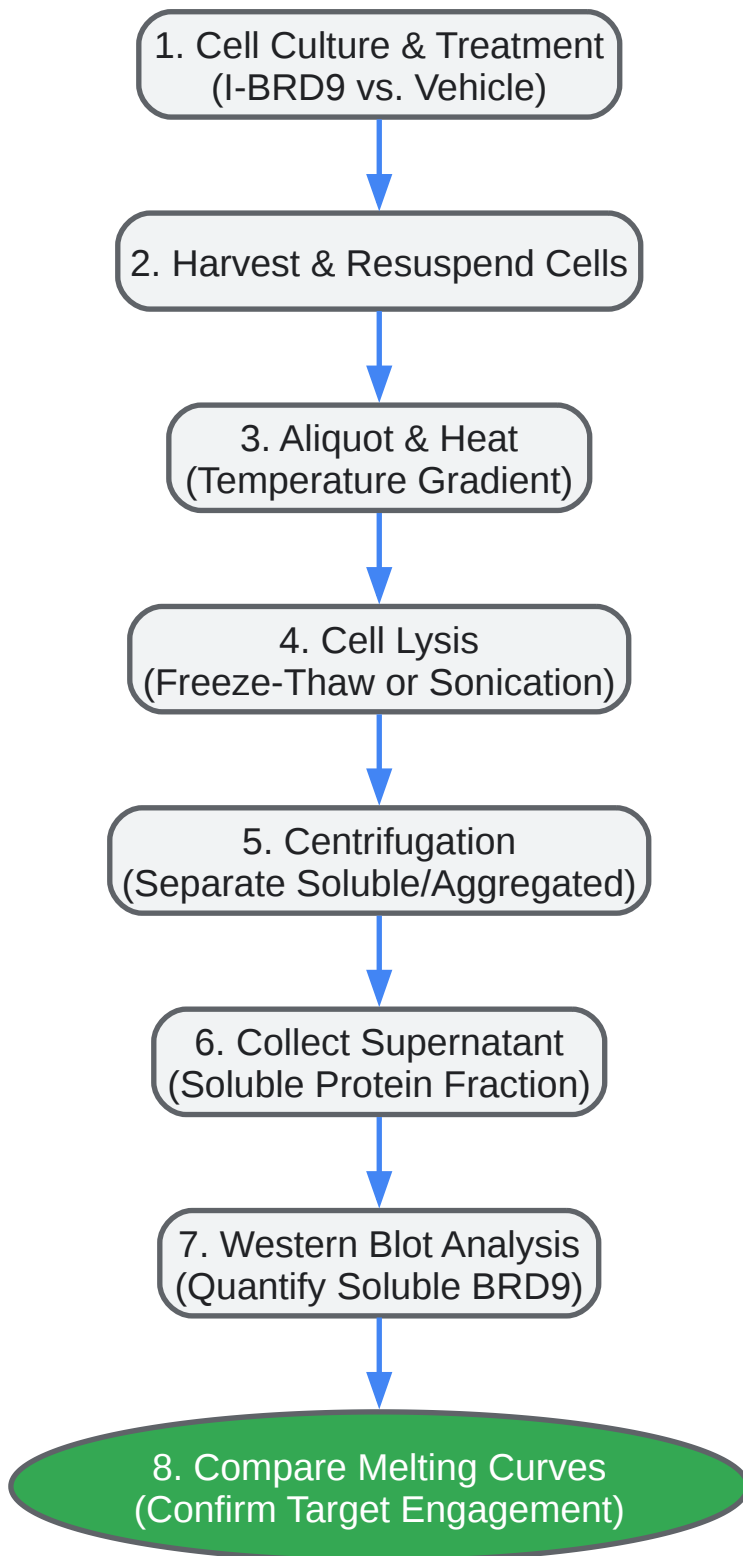 1. Cell Culture & Treatment
(I-BRD9 vs. Vehicle)
2. Harvest & Resuspend Cells
3. Aliquot & Heat
(Temperature Gradient)
4. Cell Lysis
(Freeze-Thaw or Sonication)
5. Centrifugation
(Separate Soluble/Aggregated)
6. Collect Supernatant
(Soluble Protein Fraction)
7. Western Blot Analysis
(Quantify Soluble BRD9)
8. Compare Melting Curves
(Confirm Target Engagement)